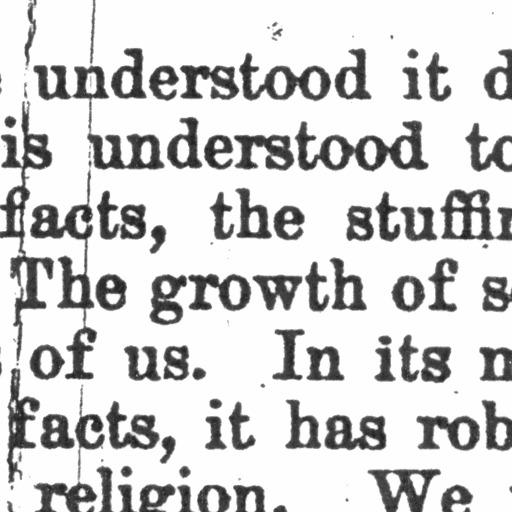 understood it d
is understood to
facts, the stuffin
The growth of s
of us. In its m
facts, it has rob
religion. We